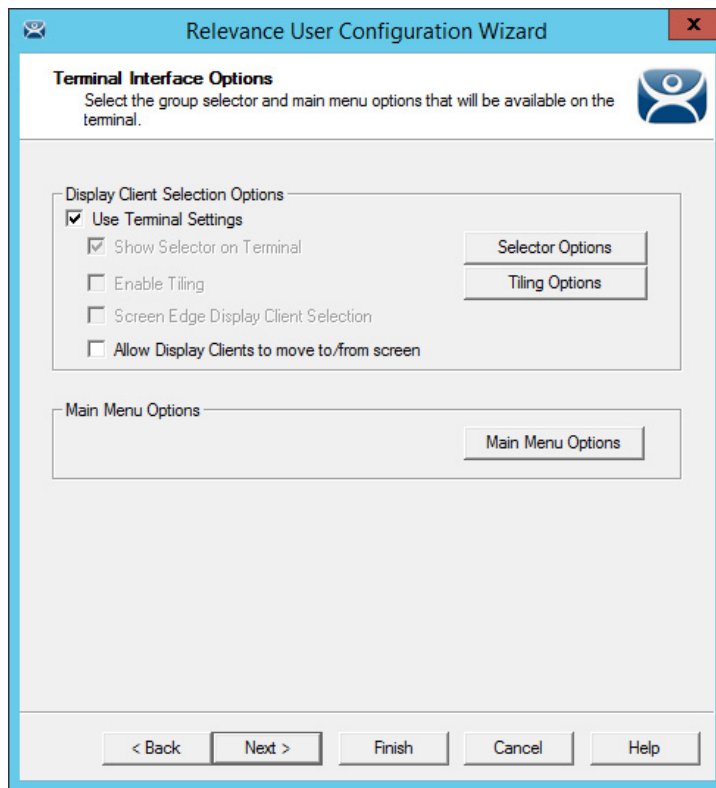 Relevance User Configuration Wizard
x
Terminal Interface Options
Select the group selector and main menu options that will be available on the
terminal.
Display Client Selection Options
Use Terminal Settings
Show Selector on Terminal
Selector Options
Enable Tiling
Tiling Options
Screen Edge Display Client Selection
Allow Display Clients to move to/from screen
Main Menu Options
Main Menu Options
< Back
Next >
Finish
Cancel
Help